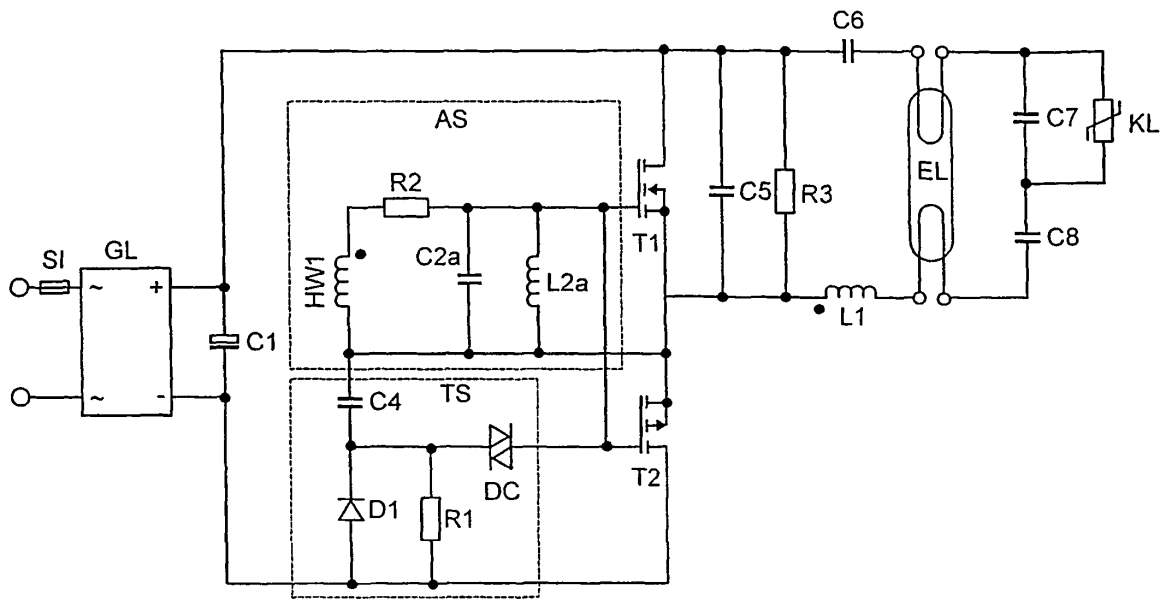 C6
AS
R2
C7
KL
C5
R3
EL
T1
C2a
L2a
HW1
SI
GL
C8
~
+
C1
L1
~
-
TS
C4
T2
DC
D1
R1